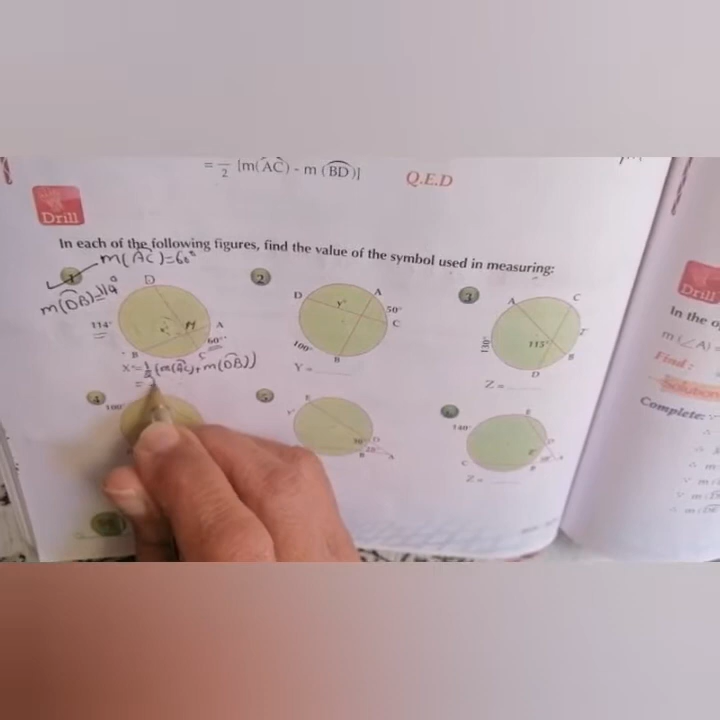 = 1/2 [m(AC) - m (BD)]
Q.E.D
Drill
In each of the following figures, find the value of the symbol used in measuring:
m(AC)=60°
1
m(DB)=114
D
114°
M
A
60°
B
C
X = 1/2 (m(AC)+m(DB))
=
2
D
A
y°
50°
C
100°
B
Y =
3
A
C
130°
115°
B
D
Z =
4
100°
5
E
D
B
A
6
140°
C
Z =
Drill
In the
m (∠A) =
Find :
Solution
Complete:
∴
∴ m
∵ m
∵ m
∴ m